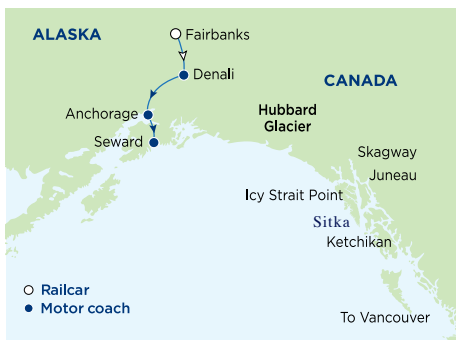 ALASKA
Fairbanks
Denali
CANADA
Anchorage
Hubbard
Glacier
Seward
Skagway
Juneau
Icy Strait Point
Sitka
Ketchikan
Railcar
Motor coach
To Vancouver